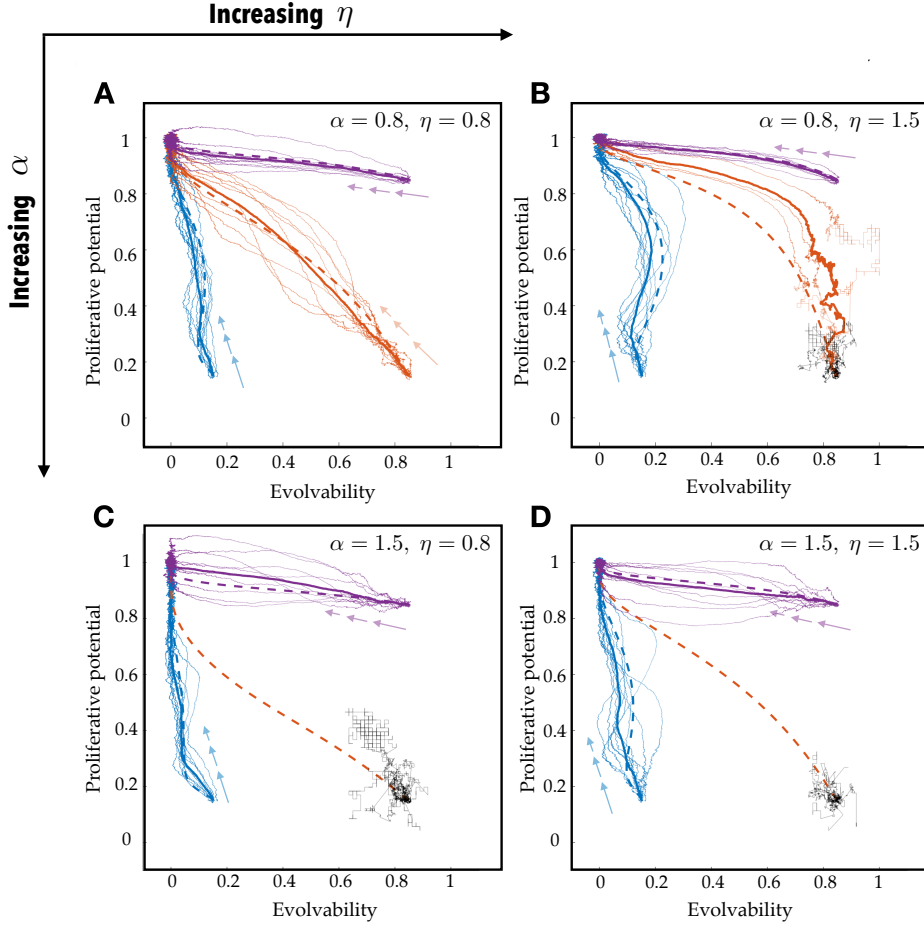 Increasing η
Increasing α
A
α = 0.8, η = 0.8
1
0.8
0.6
0.4
0.2
0
Proliferative potential
0 0.2 0.4 0.6 0.8 1
Evolvability
B
α = 0.8, η = 1.5
1
0.8
0.6
0.4
0.2
0
Proliferative potential
0 0.2 0.4 0.6 0.8 1
Evolvability
C
α = 1.5, η = 0.8
1
0.8
0.6
0.4
0.2
0
Proliferative potential
0 0.2 0.4 0.6 0.8 1
Evolvability
D
α = 1.5, η = 1.5
1
0.8
0.6
0.4
0.2
0
Proliferative potential
0 0.2 0.4 0.6 0.8 1
Evolvability